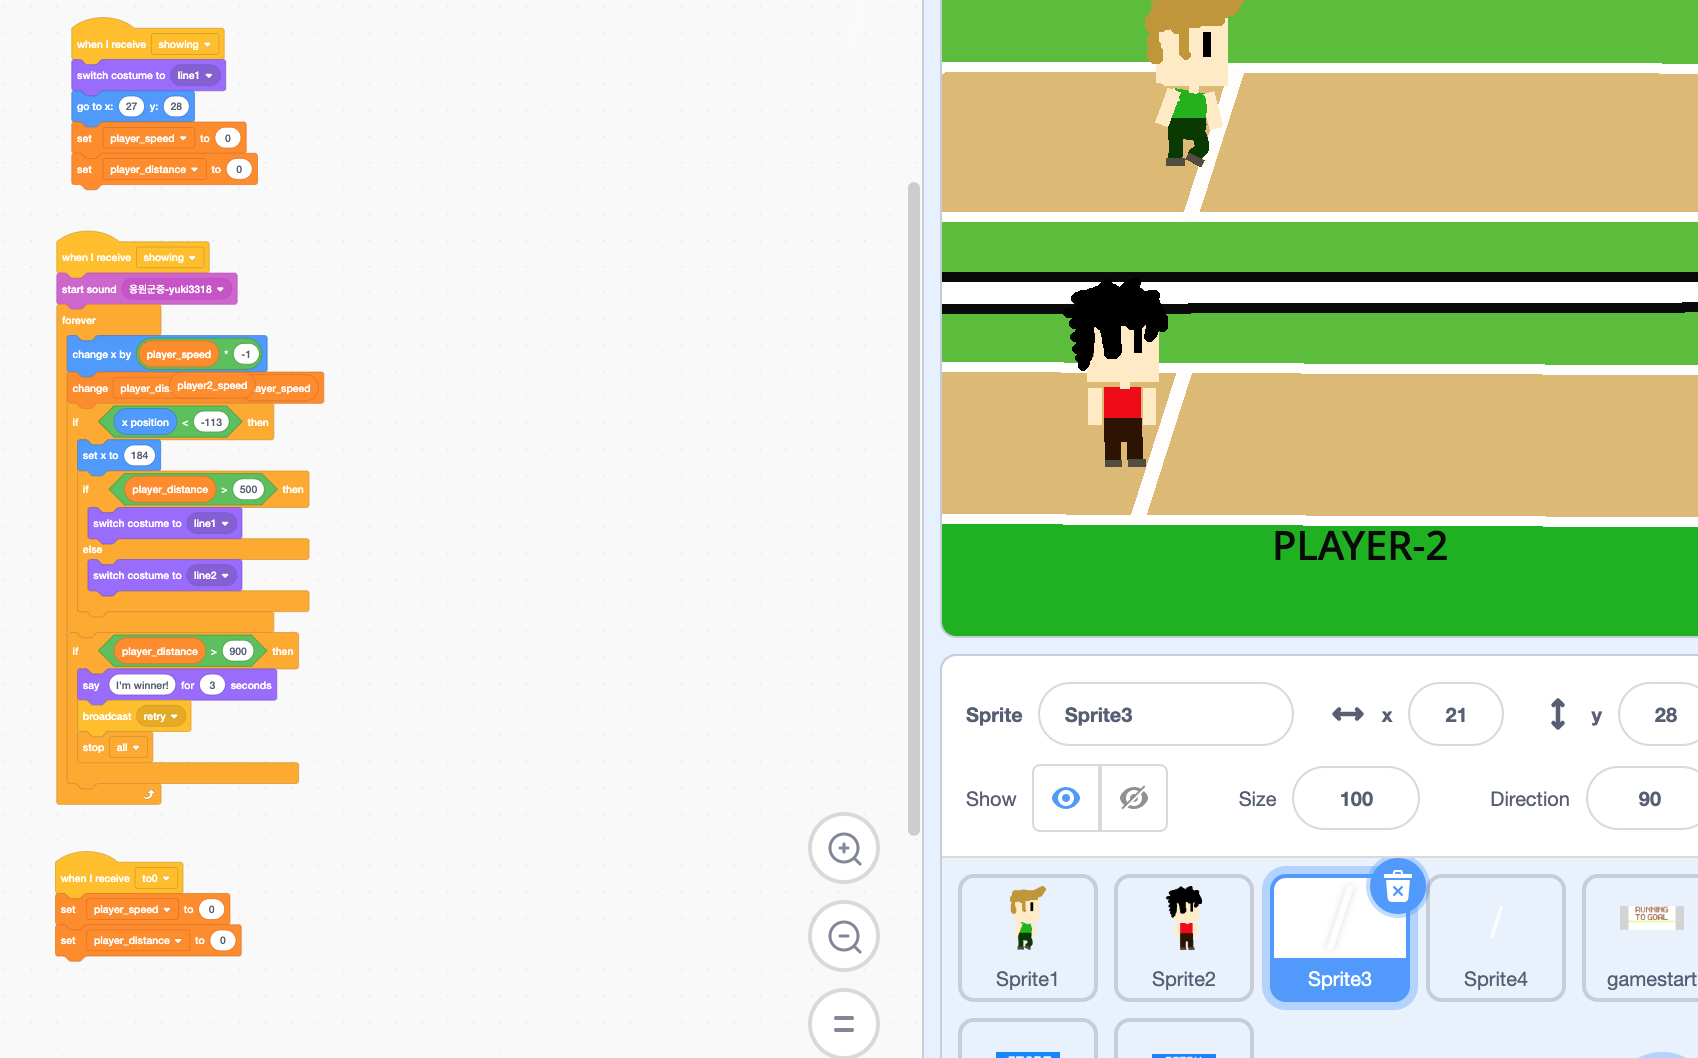 when I receive showing
switch costume to line1
go to x: 27 y: 28
set player_speed to 0
set player_distance to 0
when I receive showing
start sound 응원군중-yuki3318
forever
change x by player_speed * -1
change player_dis player2_speed ayer_speed
if x position < -113 then
set x to 184
if player_distance > 500 then
switch costume to line1
else
switch costume to line2
if player_distance > 900 then
say I'm winner! for 3 seconds
broadcast retry
stop all
when I receive to0
set player_speed to 0
set player_distance to 0
PLAYER-2
Sprite Sprite3 x 21 y 28
Show Size 100 Direction 90
RUNNING
TO GOAL
Sprite1 Sprite2 Sprite3 Sprite4 gamestart